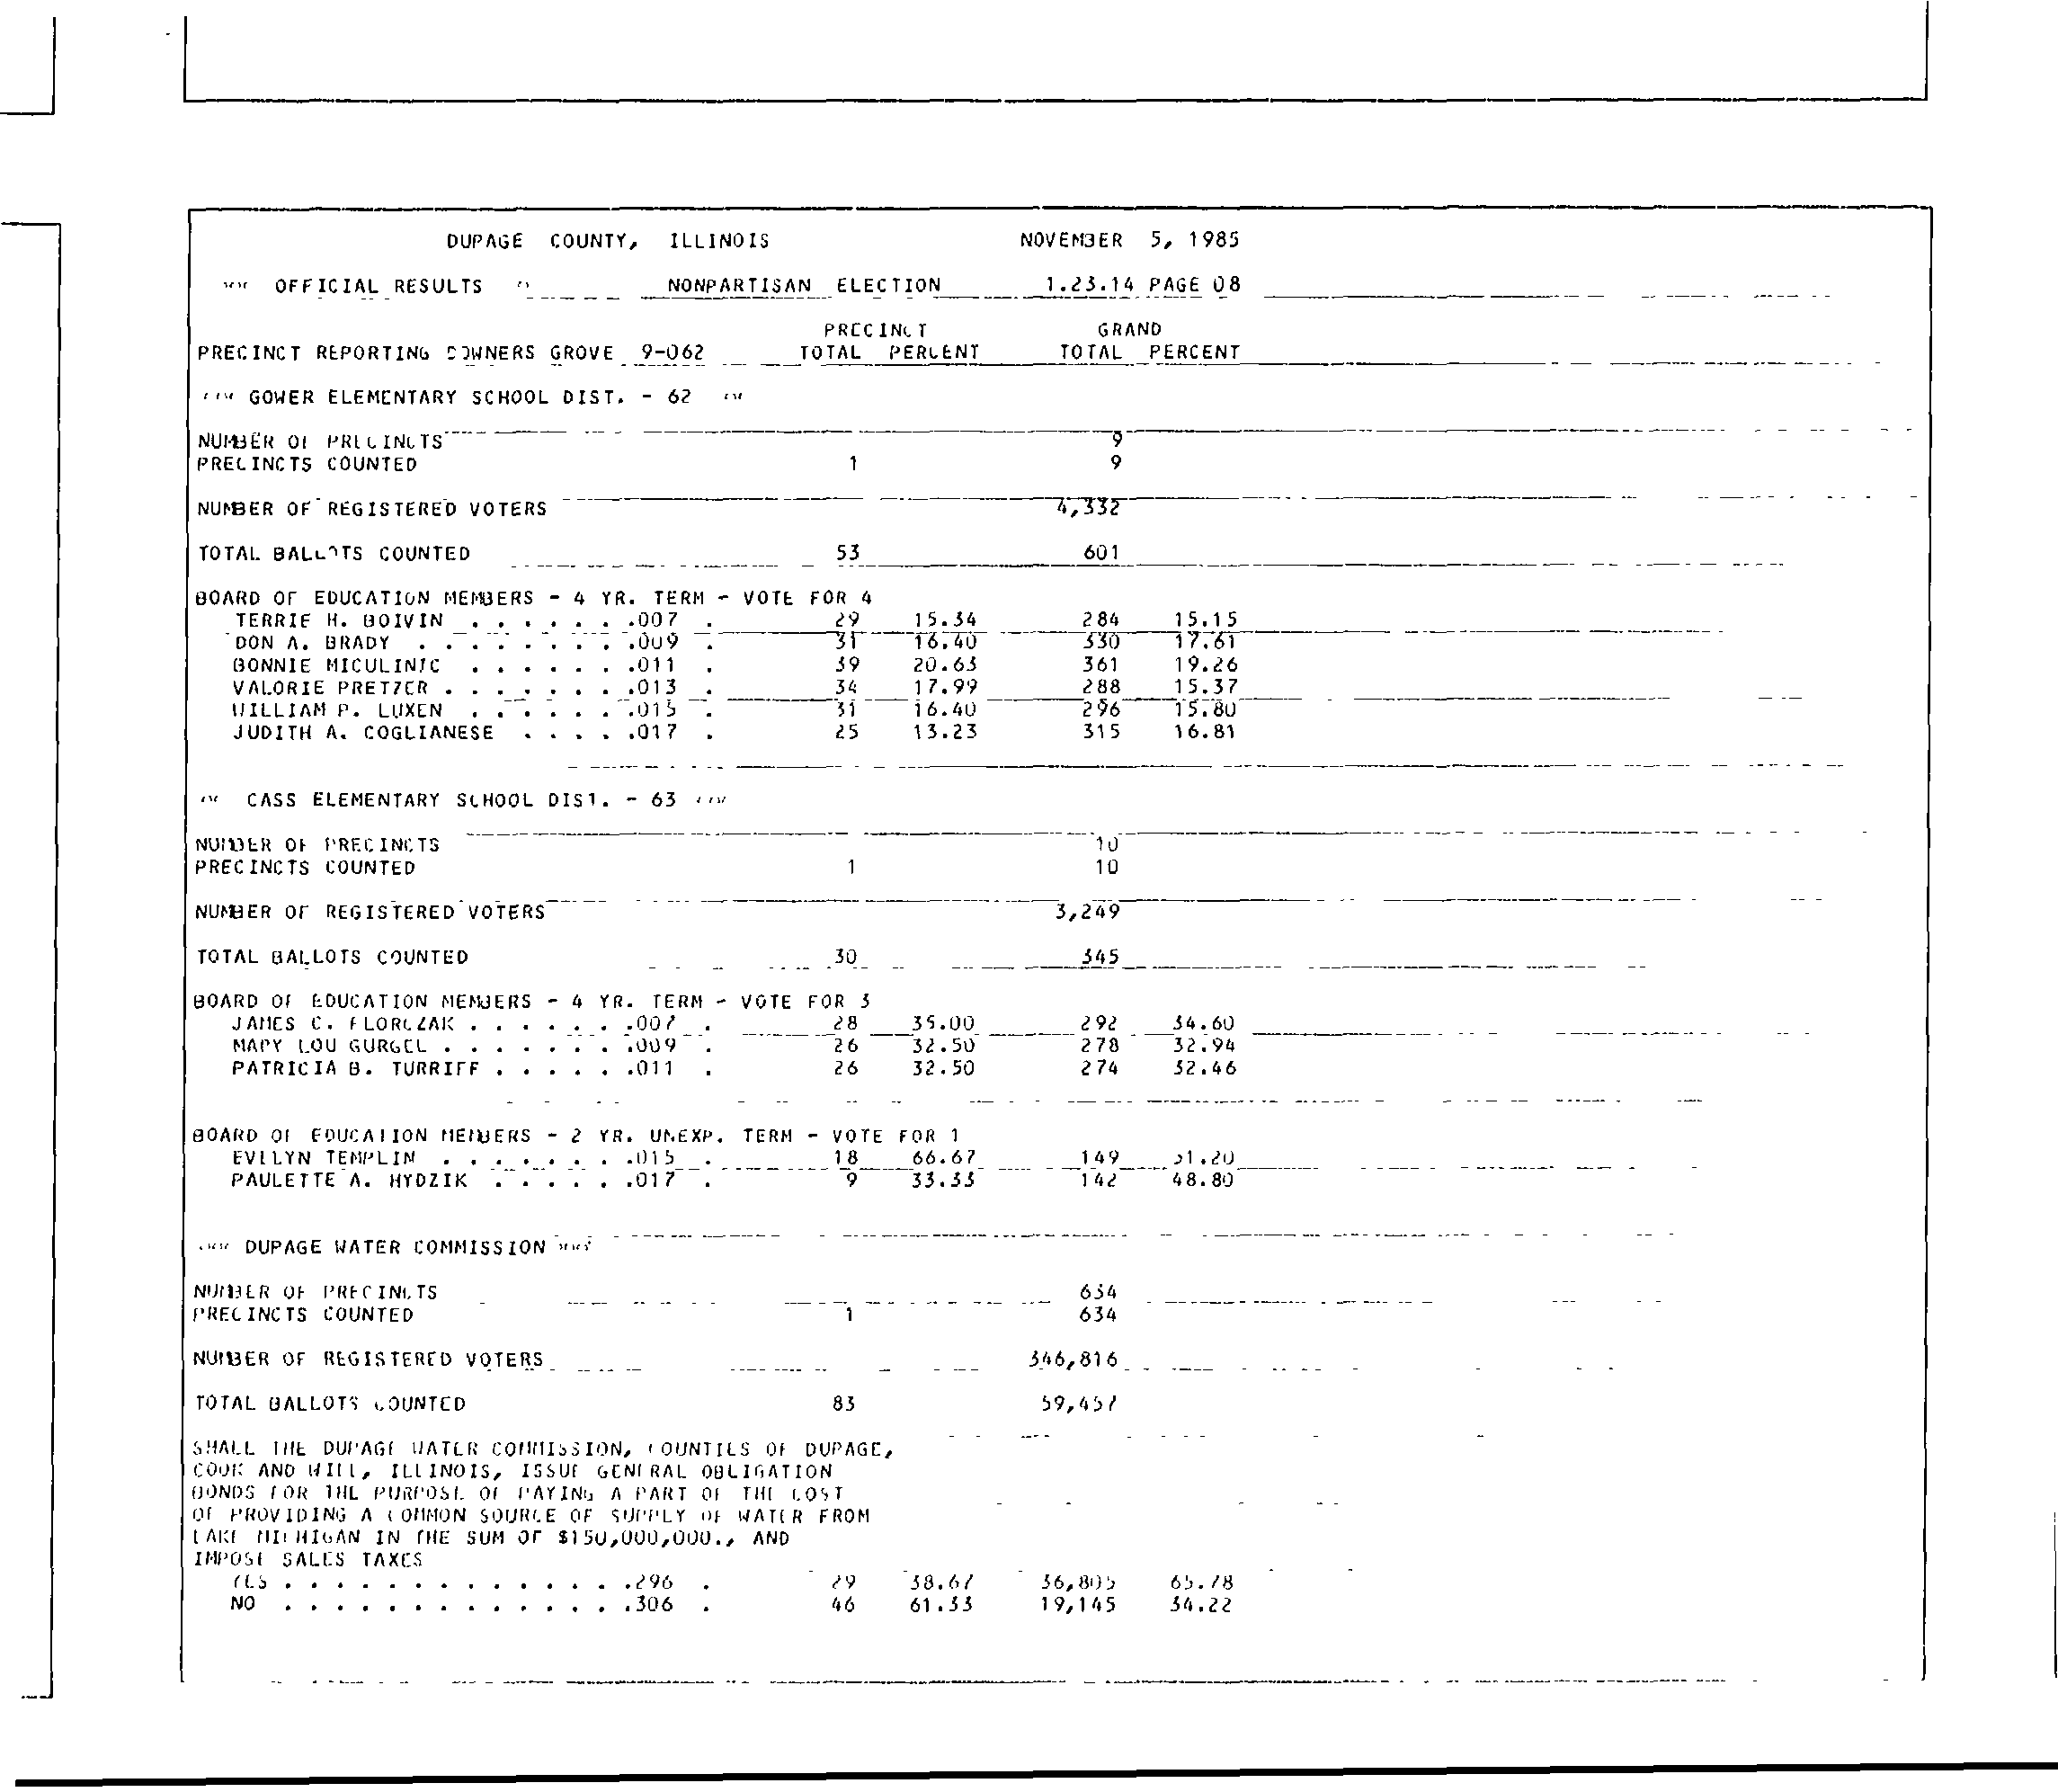 DUPAGE COUNTY, ILLINOIS NOVEMBER 5, 1985
OFFICIAL RESULTS NONPARTISAN ELECTION 1.23.14 PAGE 08
PRECINCT GRAND
PRECINCT REPORTING DOWNERS GROVE 9-062 TOTAL PERCENT TOTAL PERCENT
GOWER ELEMENTARY SCHOOL DIST. - 62
NUMBER OF PRECINCTS 9
PRECINCTS COUNTED 1 9
NUMBER OF REGISTERED VOTERS 4,332
TOTAL BALLOTS COUNTED 53 601
BOARD OF EDUCATION MEMBERS - 4 YR. TERM - VOTE FOR 4
TERRIE H. BOIVIN . . . . . . .007 . 29 15.34 284 15.15
DON A. BRADY . . . . . . . . .009 . 31 16.40 330 17.61
BONNIE MICULINIC . . . . . . .011 . 39 20.63 361 19.26
VALORIE PRETZER . . . . . . . .013 . 34 17.99 288 15.37
WILLIAM P. LUXEN . . . . . . .015 . 31 16.40 296 15.80
JUDITH A. COGLIANESE . . . . .017 . 25 13.23 315 16.81
CASS ELEMENTARY SCHOOL DIST. - 63
NUMBER OF PRECINCTS 10
PRECINCTS COUNTED 1 10
NUMBER OF REGISTERED VOTERS 3,249
TOTAL BALLOTS COUNTED 30 345
BOARD OF EDUCATION MEMBERS - 4 YR. TERM - VOTE FOR 3
JAMES C. FLORCZAK . . . . . . .007 . 28 35.00 292 34.60
MARY LOU GURGEL . . . . . . . .009 . 26 32.50 278 32.94
PATRICIA B. TURRIFF . . . . . .011 . 26 32.50 274 32.46
BOARD OF EDUCATION MEMBERS - 2 YR. UNEXP. TERM - VOTE FOR 1
EVELYN TEMPLIN . . . . . . . .015 . 18 66.67 149 51.20
PAULETTE A. HYDZIK . . . . . .017 . 9 33.33 142 48.80
DUPAGE WATER COMMISSION
NUMBER OF PRECINCTS 634
PRECINCTS COUNTED 1 634
NUMBER OF REGISTERED VOTERS 346,816
TOTAL BALLOTS COUNTED 83 59,457
SHALL THE DUPAGE WATER COMMISSION, COUNTIES OF DUPAGE,
COOK AND WILL, ILLINOIS, ISSUE GENERAL OBLIGATION
BONDS FOR THE PURPOSE OF PAYING A PART OF THE COST
OF PROVIDING A COMMON SOURCE OF SUPPLY OF WATER FROM
LAKE MICHIGAN IN THE SUM OF $150,000,000., AND
IMPOSE SALES TAXES
YES . . . . . . . . . . . . . .296 . 29 38.67 36,805 65.78
NO . . . . . . . . . . . . . .306 . 46 61.33 19,145 34.22